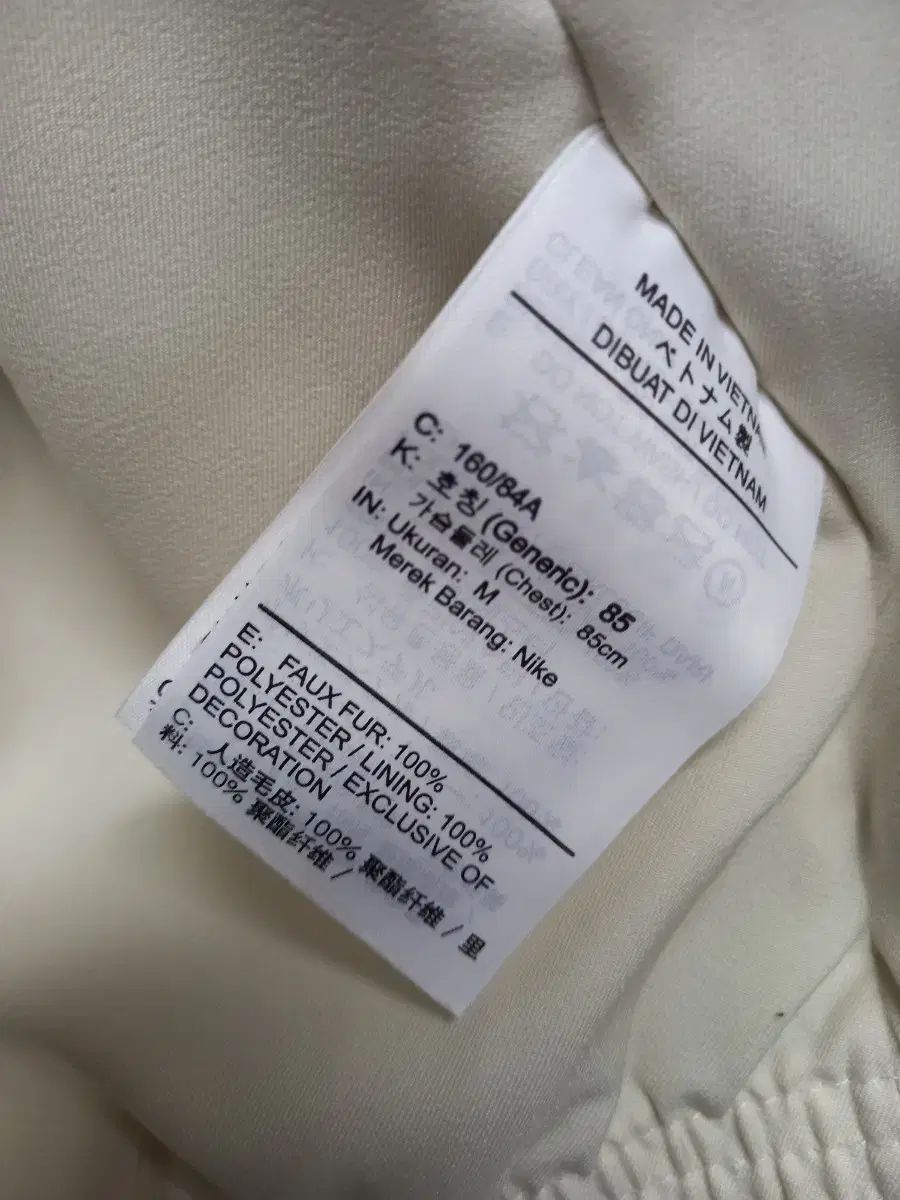 MADE IN VIETNA
ベトナム製
DIBUAT DI VIETNAM
C: 160/84A
K: 호칭 (Generic): 85
가슴둘레 (Chest): 85cm
IN: Ukuran: M
Merek Barang: Nike
E: FAUX FUR: 100%
POLYESTER / LINING: 100%
POLYESTER / EXCLUSIVE OF
DECORATION
C: 人造毛皮: 100% 聚酯纤维 / 里
料: 100% 聚酯纤维 /